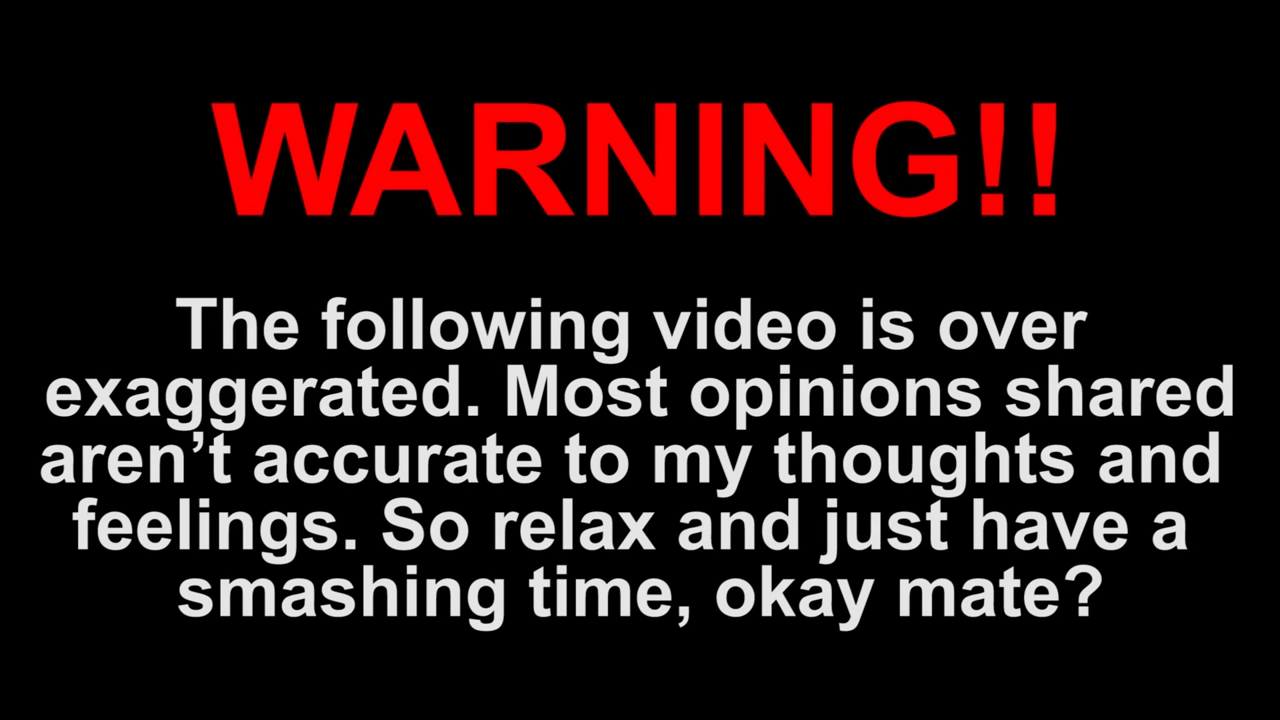 WARNING!!
The following video is over
exaggerated. Most opinions shared
aren’t accurate to my thoughts and
feelings. So relax and just have a
smashing time, okay mate?